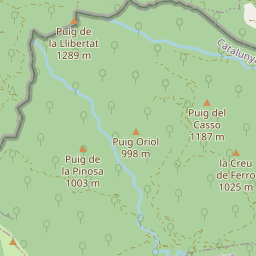 Puig de
la Llibertat
1289 m
Catalunya
Puig del
Casso
1187 m
Puig Oriol
998 m
Puig de
la Pinosa
1003 m
la Creu
de Ferro
1025 m